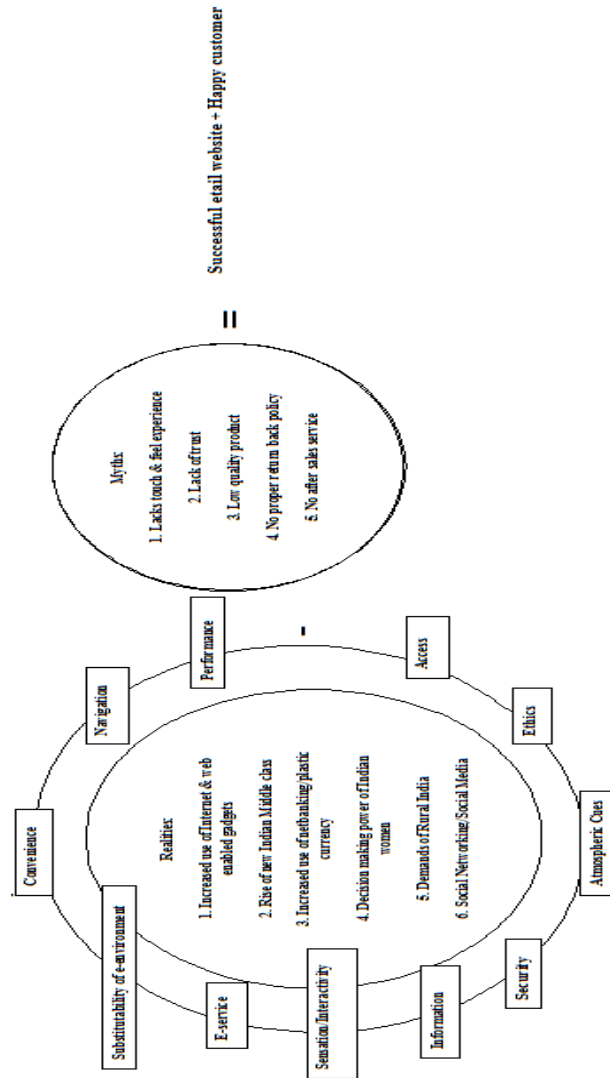 Convenience
Navigation
Performance
Access
Ethics
Atmospheric Cues
Security
Information
Sensation/Interactivity
E-service
Substitutability of e-environment
Realities:
1. Increased use of Internet & web
enabled gadgets
2. Rise of new Indian Middle class
3. Increased use of netbanking/plastic
currency
4. Decision making power of Indian
women
5. Demands of Rural India
6. Social Networking/Social Media
-
Myths:
1. Lacks touch & feel experience
2. Lack of trust
3. Low quality product
4. No proper return back policy
5. No after sales service
=
Successful etail website + Happy customer